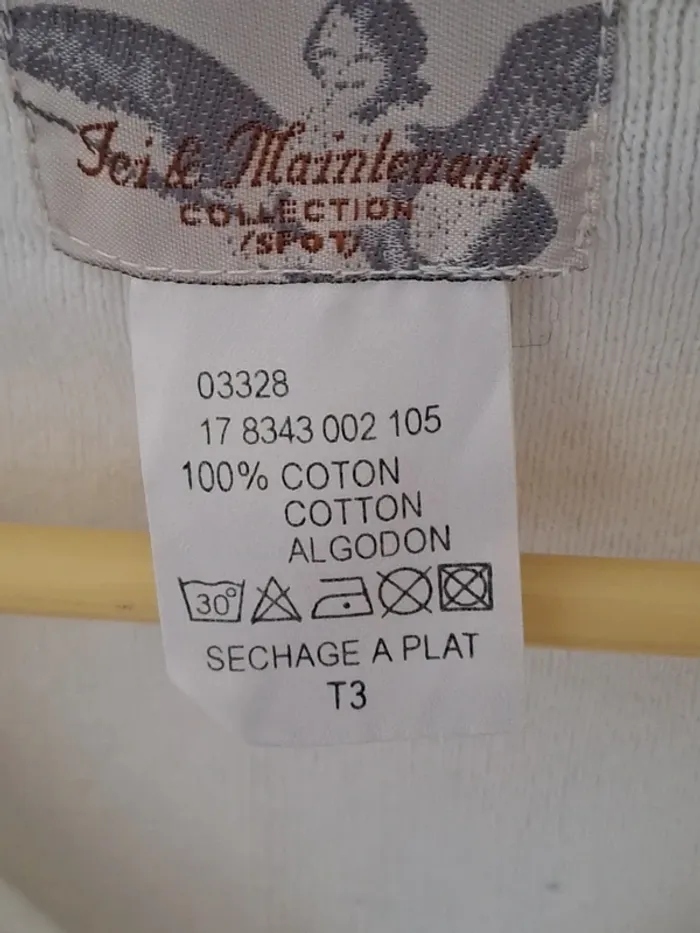 Ici & Maintenant
COLLECTION
(SPOT)
03328
17 8343 002 105
100% COTON
COTTON
ALGODON
30°
SECHAGE A PLAT
T3